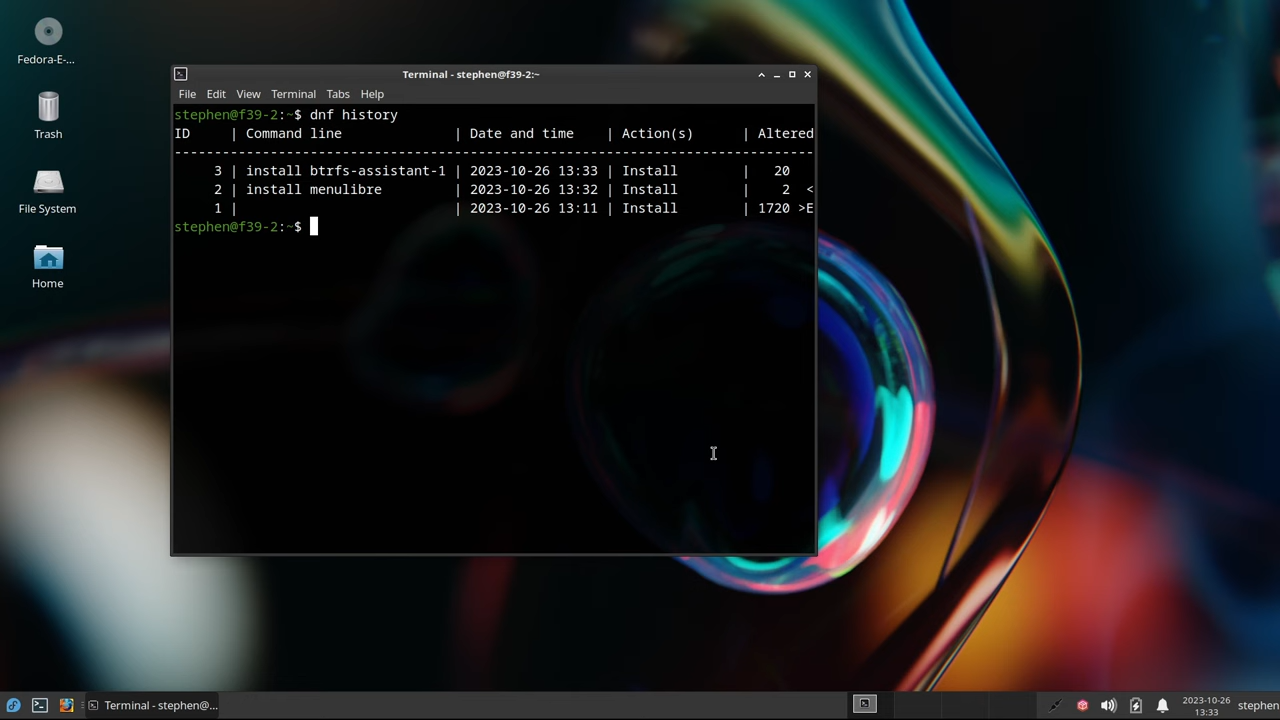 Fedora-E-...
Trash
File System
Home
Terminal - stephen@f39-2:~
File Edit View Terminal Tabs Help
stephen@f39-2:~$ dnf history
ID     | Command line              | Date and time    | Action(s)      | Altered
--------------------------------------------------------------------------------
     3 | install btrfs-assistant-1 | 2023-10-26 13:33 | Install        |   20
     2 | install menulibre         | 2023-10-26 13:32 | Install        |    2  <
     1 |                           | 2023-10-26 13:11 | Install        | 1720 >E
stephen@f39-2:~$
Terminal - stephen@...
2023-10-26
13:33
stephen